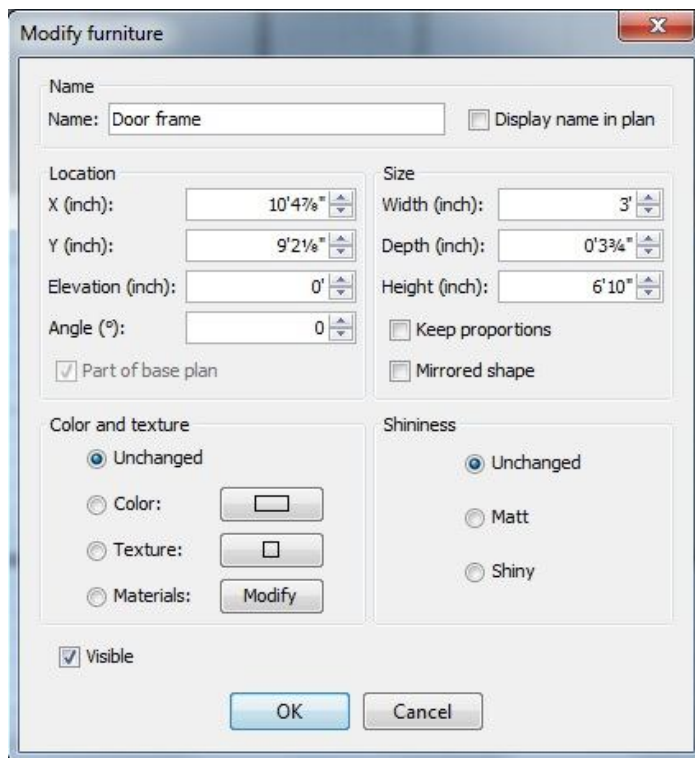 Modify furniture
Name
Name: Door frame Display name in plan
Location
X (inch): 10'4⅞"
Y (inch): 9'2⅛"
Elevation (inch): 0'
Angle (°): 0
Part of base plan
Size
Width (inch): 3'
Depth (inch): 0'3¾"
Height (inch): 6'10"
Keep proportions
Mirrored shape
Color and texture
Unchanged
Color:
Texture:
Materials: Modify
Shininess
Unchanged
Matt
Shiny
Visible
OK Cancel